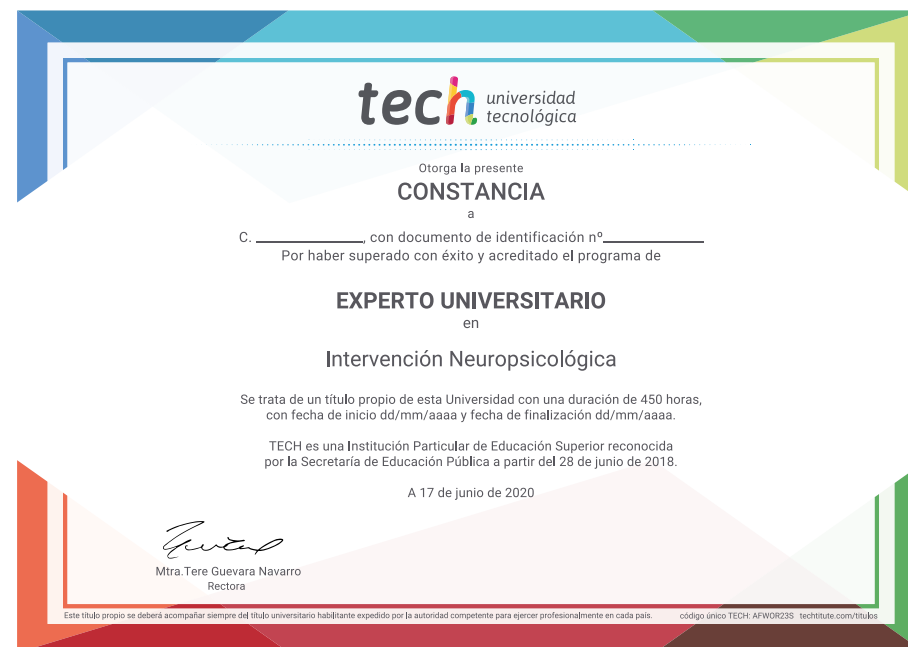 tech universidad
tecnológica
Otorga la presente
CONSTANCIA
a
C. ____________, con documento de identificación nº____________
Por haber superado con éxito y acreditado el programa de
EXPERTO UNIVERSITARIO
en
Intervención Neuropsicológica
Se trata de un título propio de esta Universidad con una duración de 450 horas,
con fecha de inicio dd/mm/aaaa y fecha de finalización dd/mm/aaaa.
TECH es una Institución Particular de Educación Superior reconocida
por la Secretaría de Educación Pública a partir del 28 de junio de 2018.
A 17 de junio de 2020
Mtra.Tere Guevara Navarro
Rectora
Este título propio se deberá acompañar siempre del título universitario habilitante expedido por la autoridad competente para ejercer profesionalmente en cada país. código único TECH: AFWOR23S techtitute.com/titulos